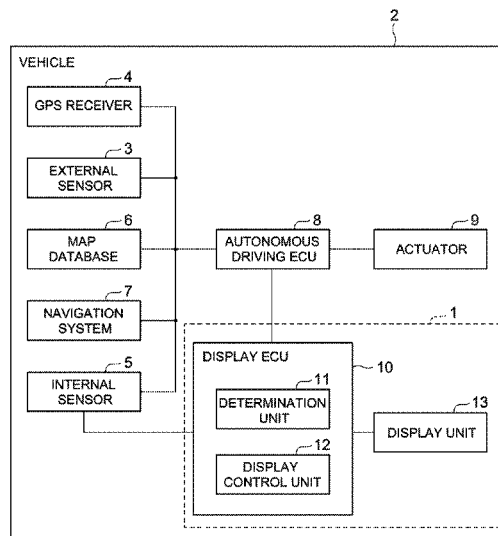 2
VEHICLE
4
GPS RECEIVER
3
EXTERNAL
SENSOR
6
MAP
DATABASE
8
AUTONOMOUS
DRIVING ECU
9
ACTUATOR
7
NAVIGATION
SYSTEM
1
5
INTERNAL
SENSOR
DISPLAY ECU
10
11
DETERMINATION
UNIT
13
DISPLAY UNIT
12
DISPLAY
CONTROL UNIT